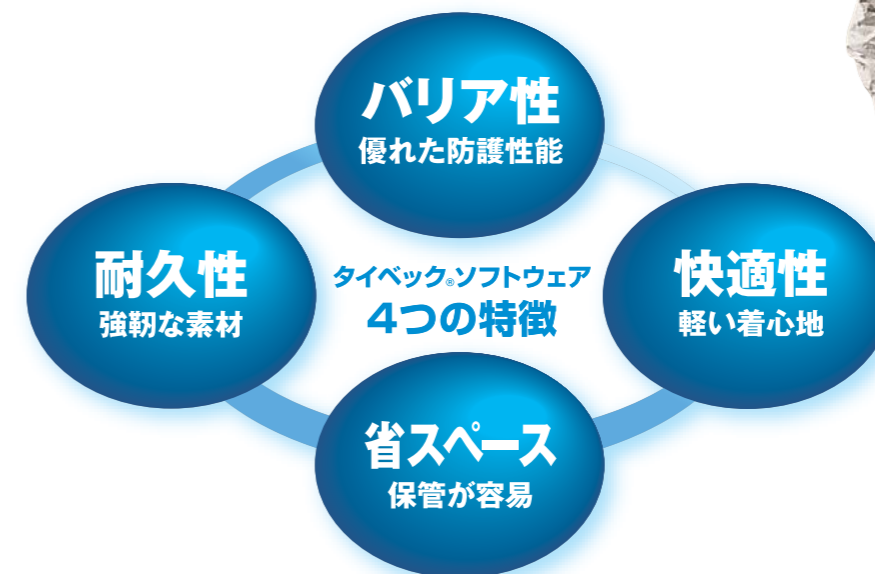 バリア性
優れた防護性能
耐久性
強靭な素材
タイベック®ソフトウェア
4つの特徴
快適性
軽い着心地
省スペース
保管が容易